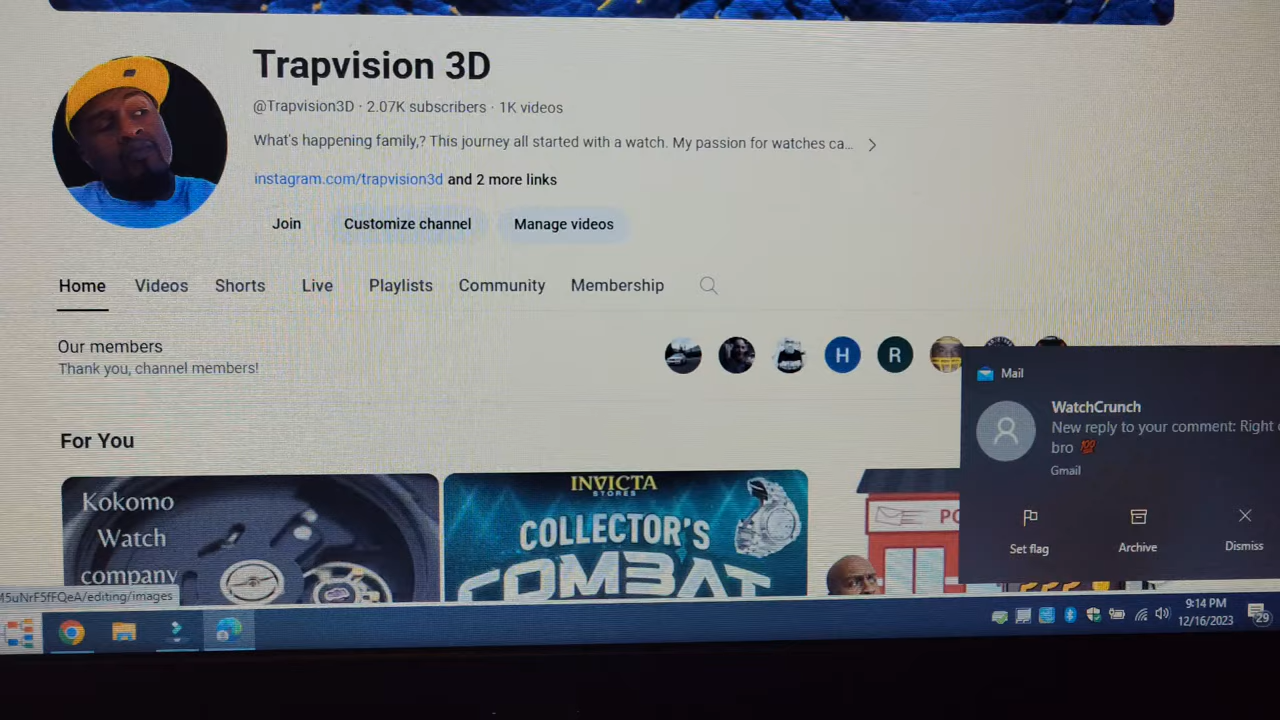 Trapvision 3D
@Trapvision3D · 2.07K subscribers · 1K videos
What's happening family,? This journey all started with a watch. My passion for watches ca...
instagram.com/trapvision3d and 2 more links
Join Customize channel Manage videos
Home Videos Shorts Live Playlists Community Membership
Our members
Thank you, channel members!
H
R
For You
Kokomo
Watch
company
INVICTA
STORES
COLLECTOR'S
COMBAT
Mail
WatchCrunch
New reply to your comment: Right
bro 💯
Gmail
Set flag Archive Dismiss
M5uNrF5fFQeA/editing/images
9:14 PM
12/16/2023
29